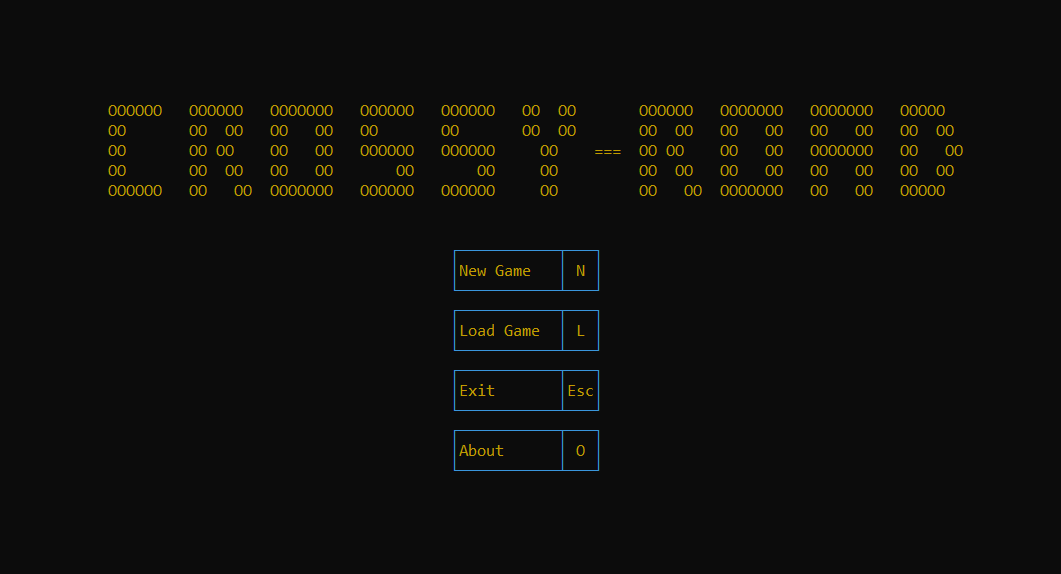 CROSSY-ROAD
New Game N
Load Game L
Exit Esc
About O